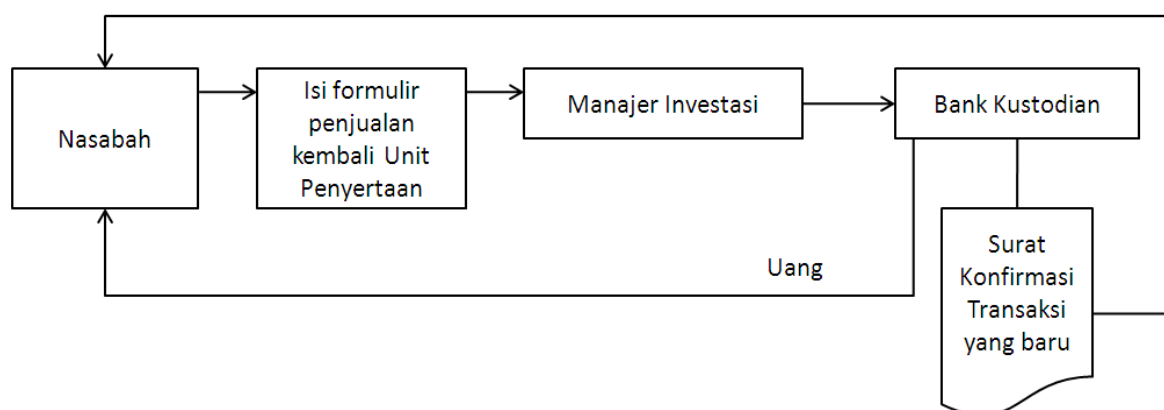 Nasabah
Isi formulir
penjualan
kembali Unit
Penyertaan
Manajer Investasi
Bank Kustodian
Uang
Surat
Konfirmasi
Transaksi
yang baru